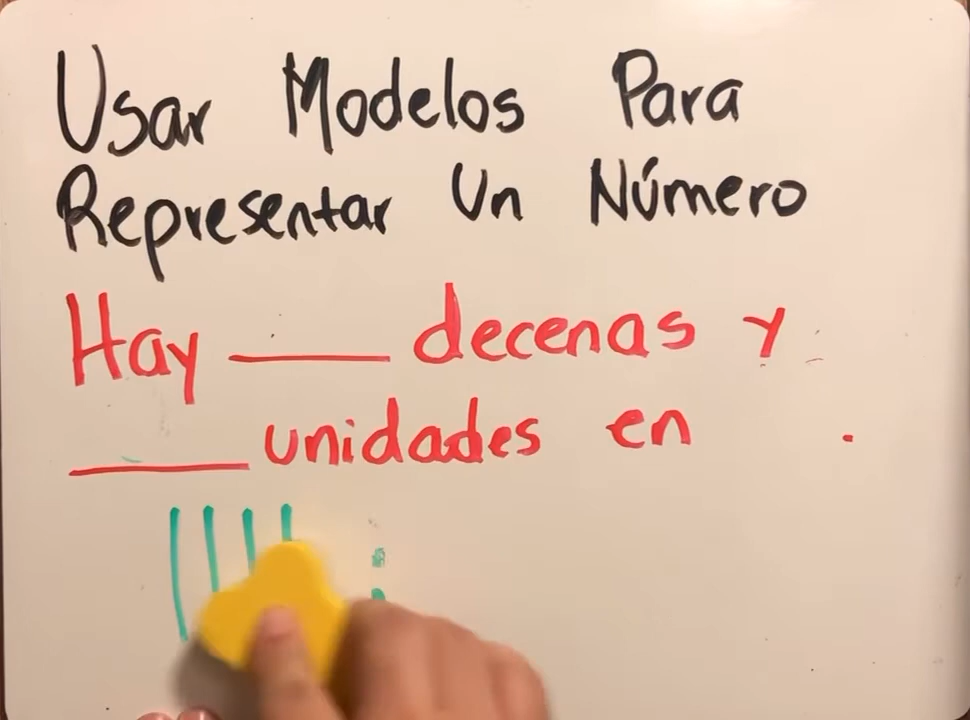 Usar Modelos Para
Representar Un Número
Hay ____ decenas y
____ unidades en .